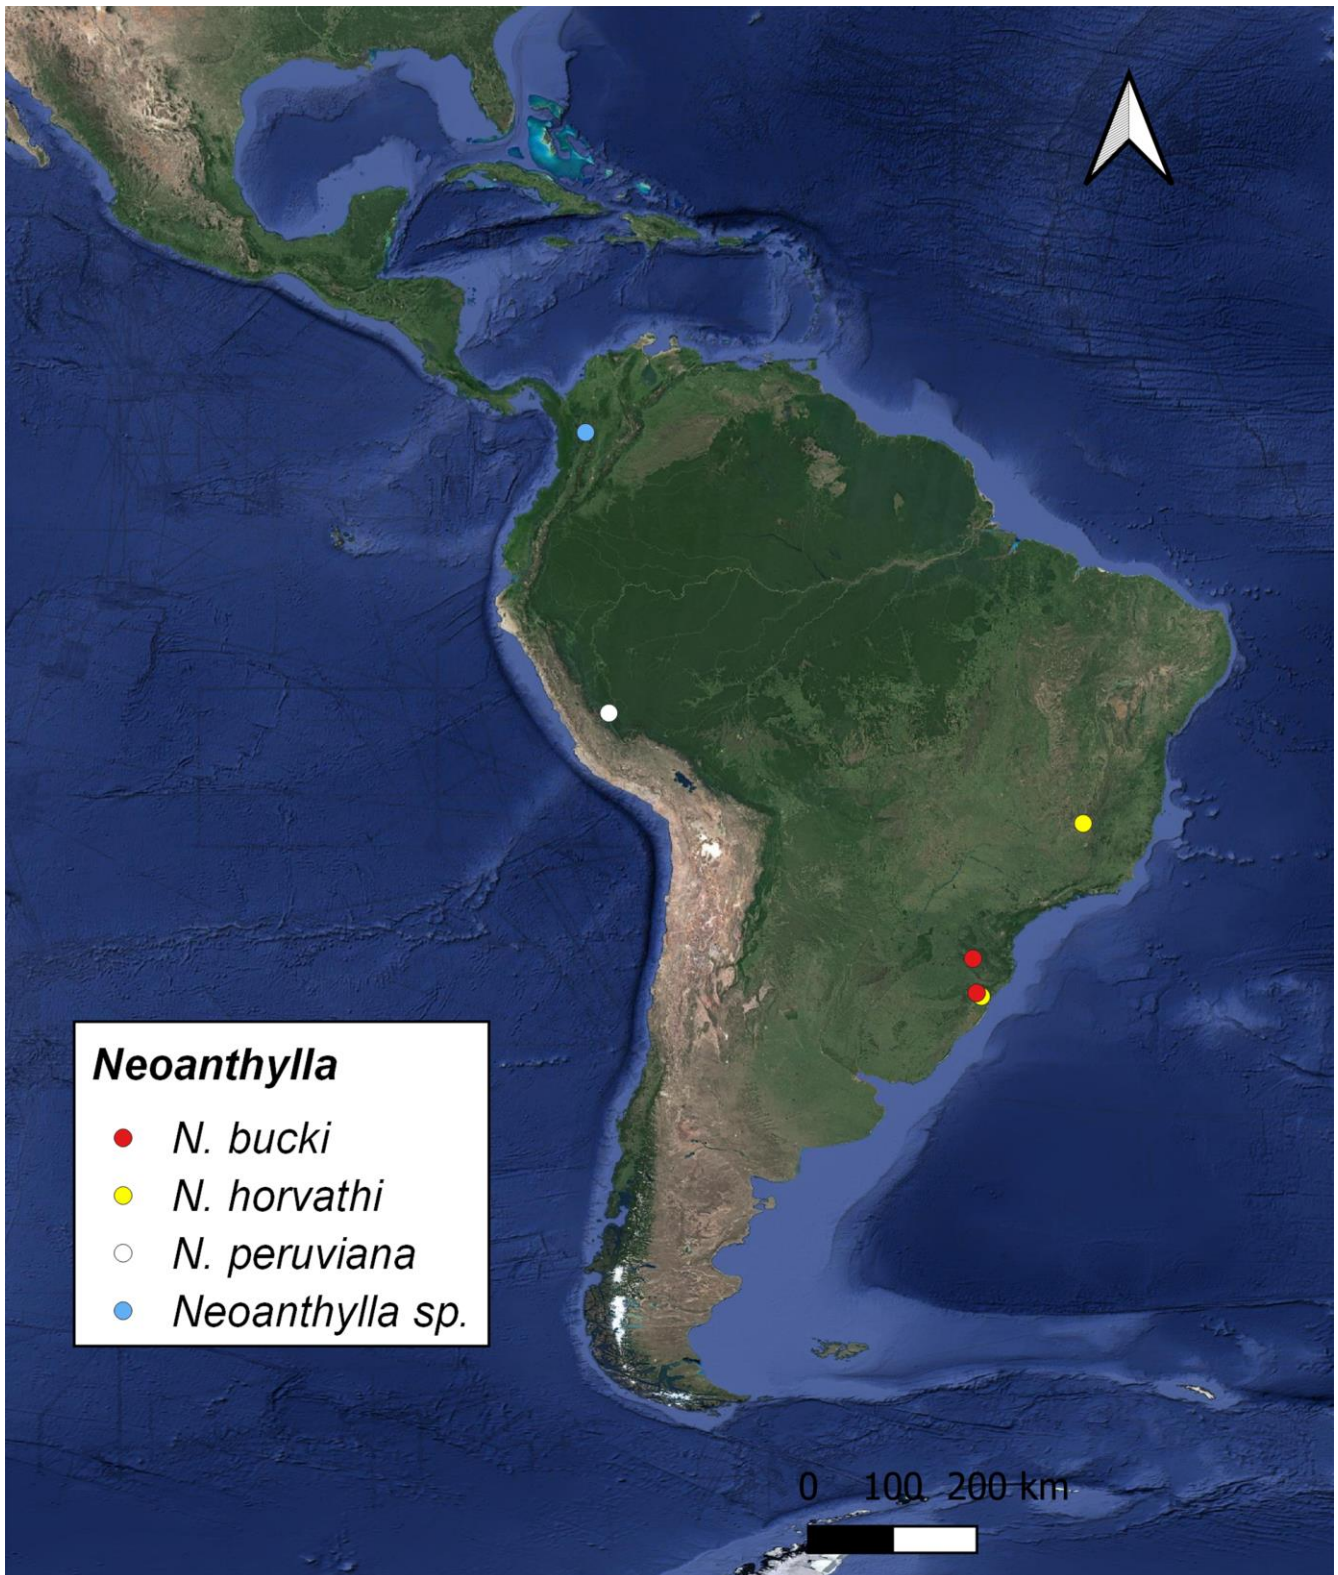 Neoanthylla
N. bucki
N. horvathi
N. peruviana
Neoanthylla sp.
0 100 200 km